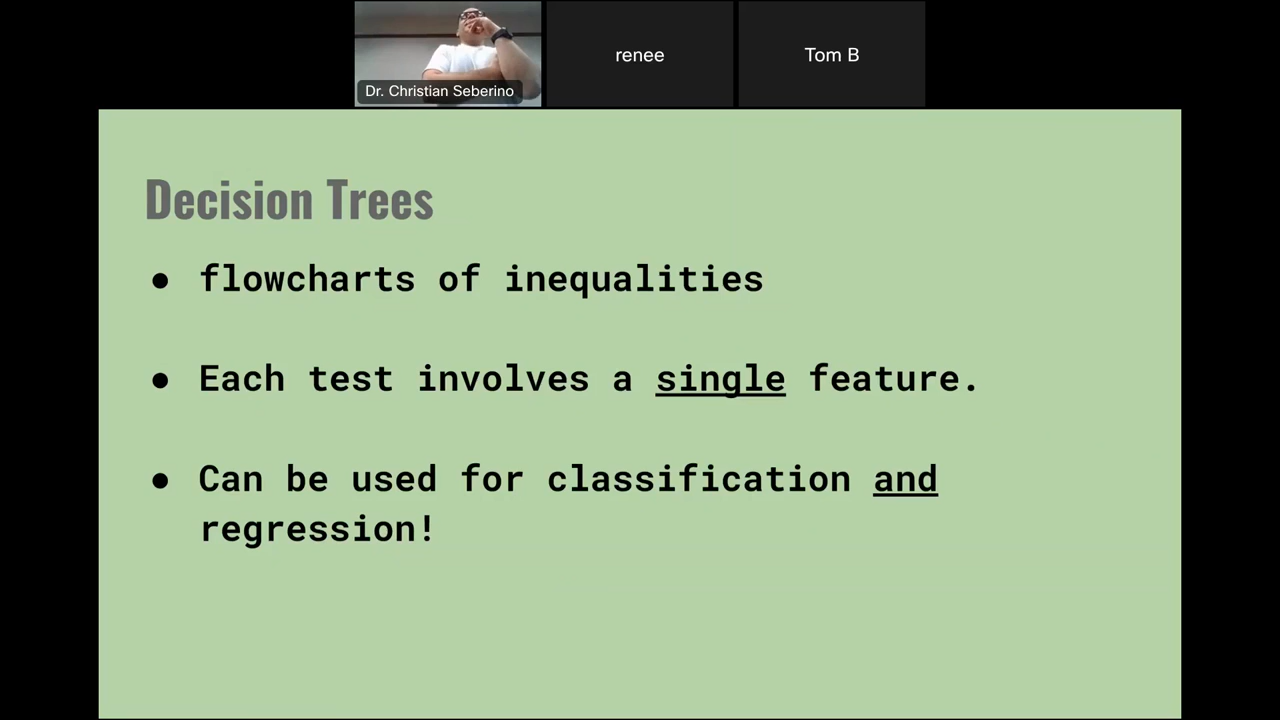 Dr. Christian Seberino
renee
Tom B
Decision Trees
● flowcharts of inequalities
● Each test involves a single feature.
● Can be used for classification and
regression!